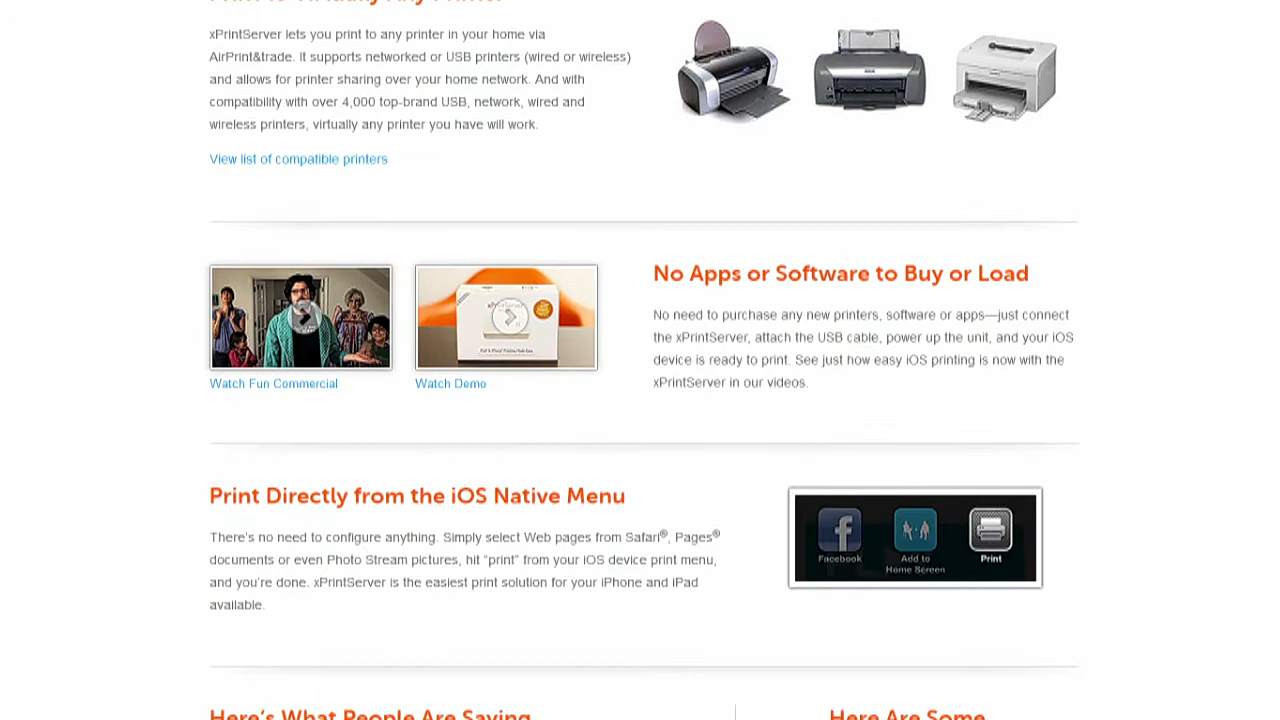 Print to Virtually Any Printer
xPrintServer lets you print to any printer in your home via
AirPrint&trade. It supports networked or USB printers (wired or wireless)
and allows for printer sharing over your home network. And with
compatibility with over 4,000 top-brand USB, network, wired and
wireless printers, virtually any printer you have will work.
View list of compatible printers
Watch Fun Commercial
Watch Demo
No Apps or Software to Buy or Load
No need to purchase any new printers, software or apps—just connect
the xPrintServer, attach the USB cable, power up the unit, and your iOS
device is ready to print. See just how easy iOS printing is now with the
xPrintServer in our videos.
Print Directly from the iOS Native Menu
There's no need to configure anything. Simply select Web pages from Safari®, Pages®
documents or even Photo Stream pictures, hit "print" from your iOS device print menu,
and you're done. xPrintServer is the easiest print solution for your iPhone and iPad
available.
Facebook
Add to
Home Screen
Print
Here's What People Are Saying
Here Are Some